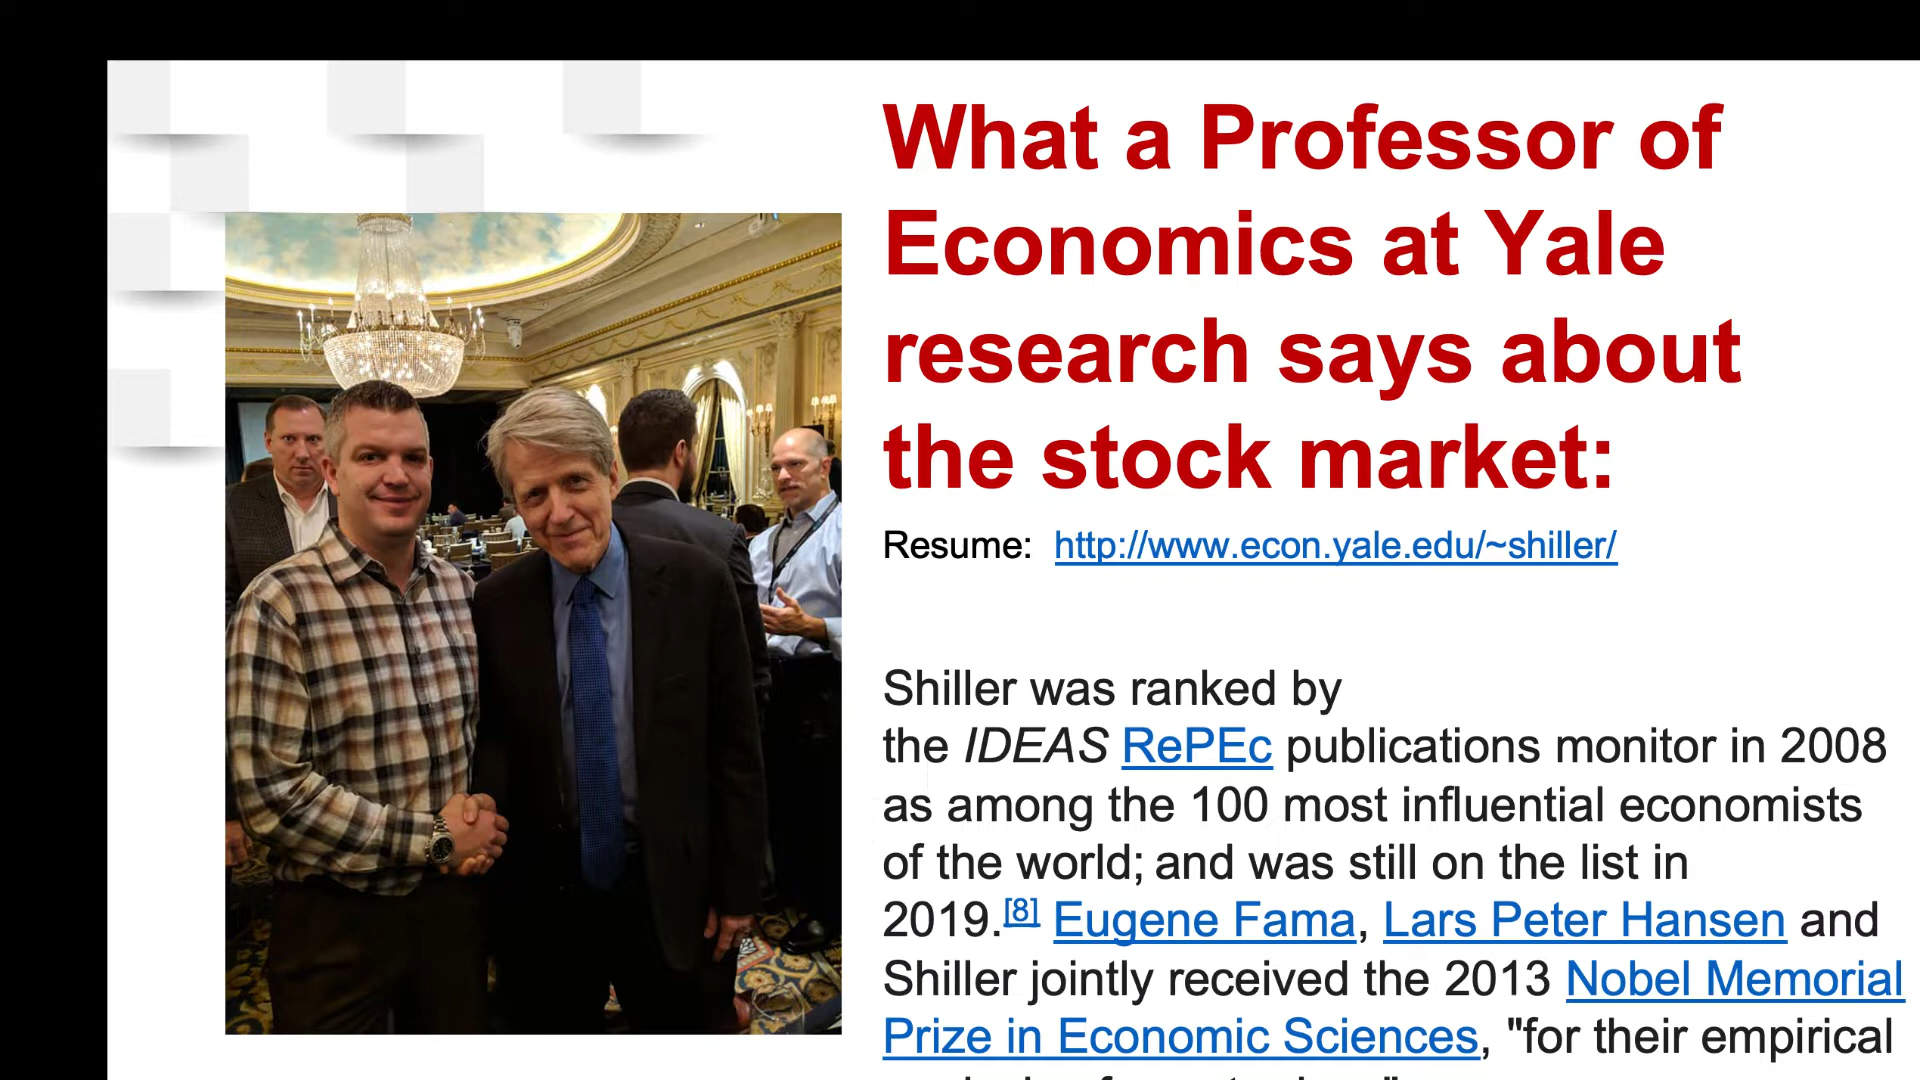 What a Professor of
Economics at Yale
research says about
the stock market:
Resume: http://www.econ.yale.edu/~shiller/
Shiller was ranked by
the IDEAS RePEc publications monitor in 2008
as among the 100 most influential economists
of the world; and was still on the list in
2019.[8] Eugene Fama, Lars Peter Hansen and
Shiller jointly received the 2013 Nobel Memorial
Prize in Economic Sciences, "for their empirical